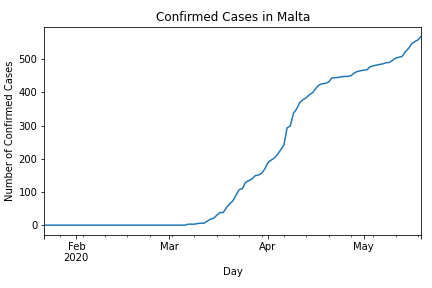 Confirmed Cases in Malta
Number of Confirmed Cases
500
400
300
200
100
0
Feb Mar Apr May
2020
Day